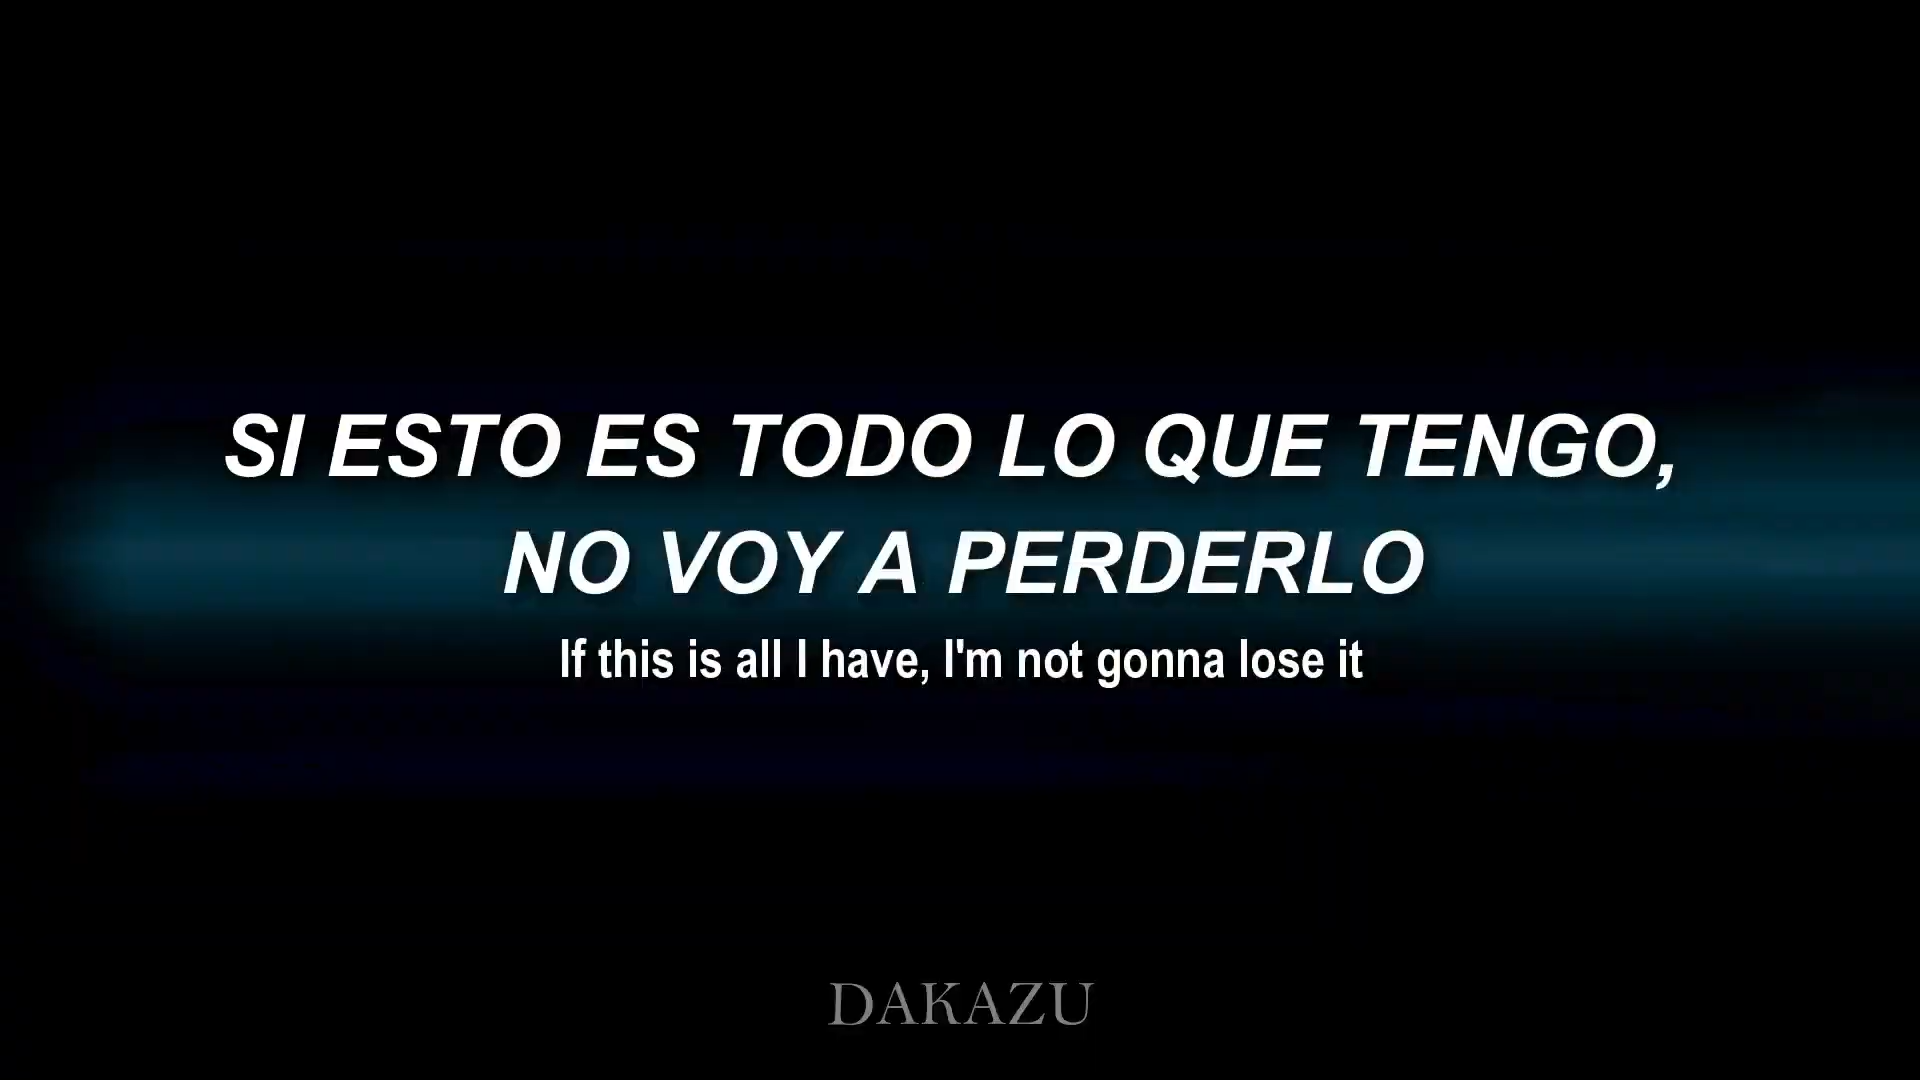 SI ESTO ES TODO LO QUE TENGO,
NO VOY A PERDERLO
If this is all I have, I'm not gonna lose it
DAKAZU